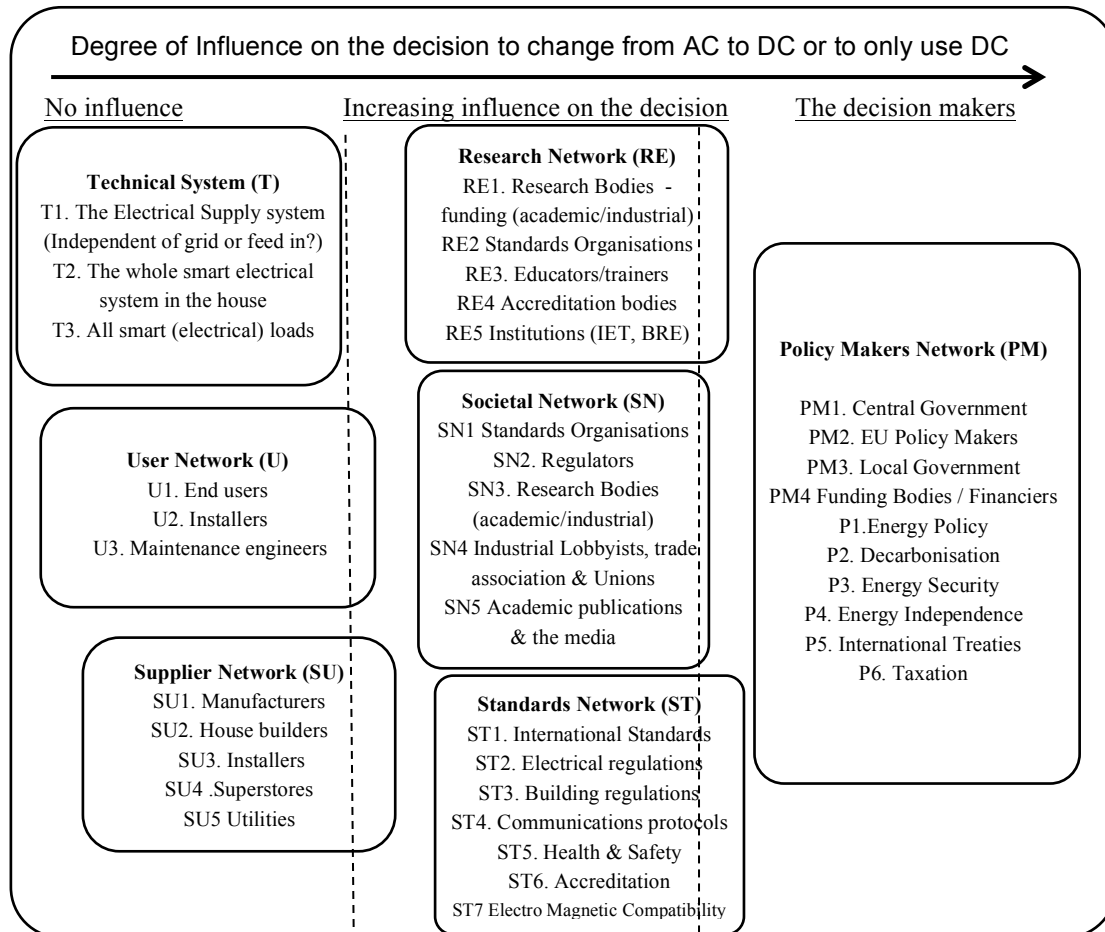 Degree of Influence on the decision to change from AC to DC or to only use DC
No influence
Increasing influence on the decision
The decision makers
Technical System (T)
T1. The Electrical Supply system
(Independent of grid or feed in?)
T2. The whole smart electrical
system in the house
T3. All smart (electrical) loads
User Network (U)
U1. End users
U2. Installers
U3. Maintenance engineers
Supplier Network (SU)
SU1. Manufacturers
SU2. House builders
SU3. Installers
SU4 .Superstores
SU5 Utilities
Research Network (RE)
RE1. Research Bodies -
funding (academic/industrial)
RE2 Standards Organisations
RE3. Educators/trainers
RE4 Accreditation bodies
RE5 Institutions (IET, BRE)
Societal Network (SN)
SN1 Standards Organisations
SN2. Regulators
SN3. Research Bodies
(academic/industrial)
SN4 Industrial Lobbyists, trade
association & Unions
SN5 Academic publications
& the media
Standards Network (ST)
ST1. International Standards
ST2. Electrical regulations
ST3. Building regulations
ST4. Communications protocols
ST5. Health & Safety
ST6. Accreditation
ST7 Electro Magnetic Compatibility
Policy Makers Network (PM)
PM1. Central Government
PM2. EU Policy Makers
PM3. Local Government
PM4 Funding Bodies / Financiers
P1.Energy Policy
P2. Decarbonisation
P3. Energy Security
P4. Energy Independence
P5. International Treaties
P6. Taxation